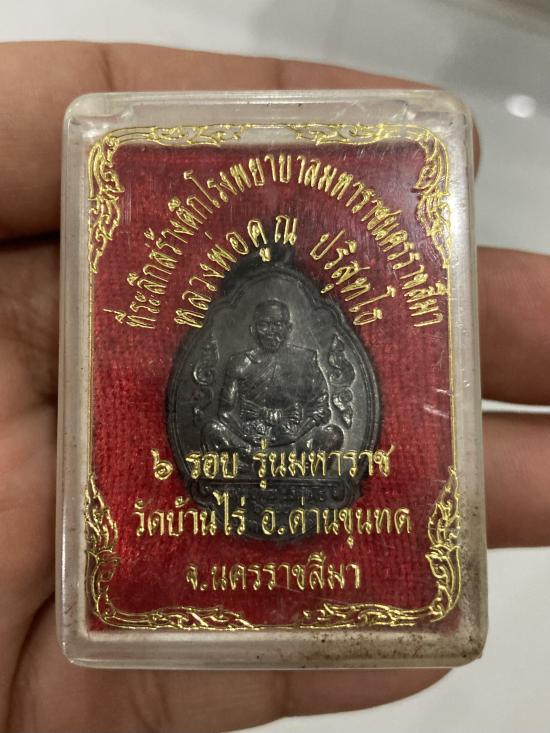 ที่ระลึกสร้างตึกโรงพยาบาลมหาราชนครราชสีมา
หลวงพ่อคูณ ปริสุทโธ
๖ รอบ รุ่นมหาราช
วัดบ้านไร่ อ.ด่านขุนทด
จ.นครราชสีมา